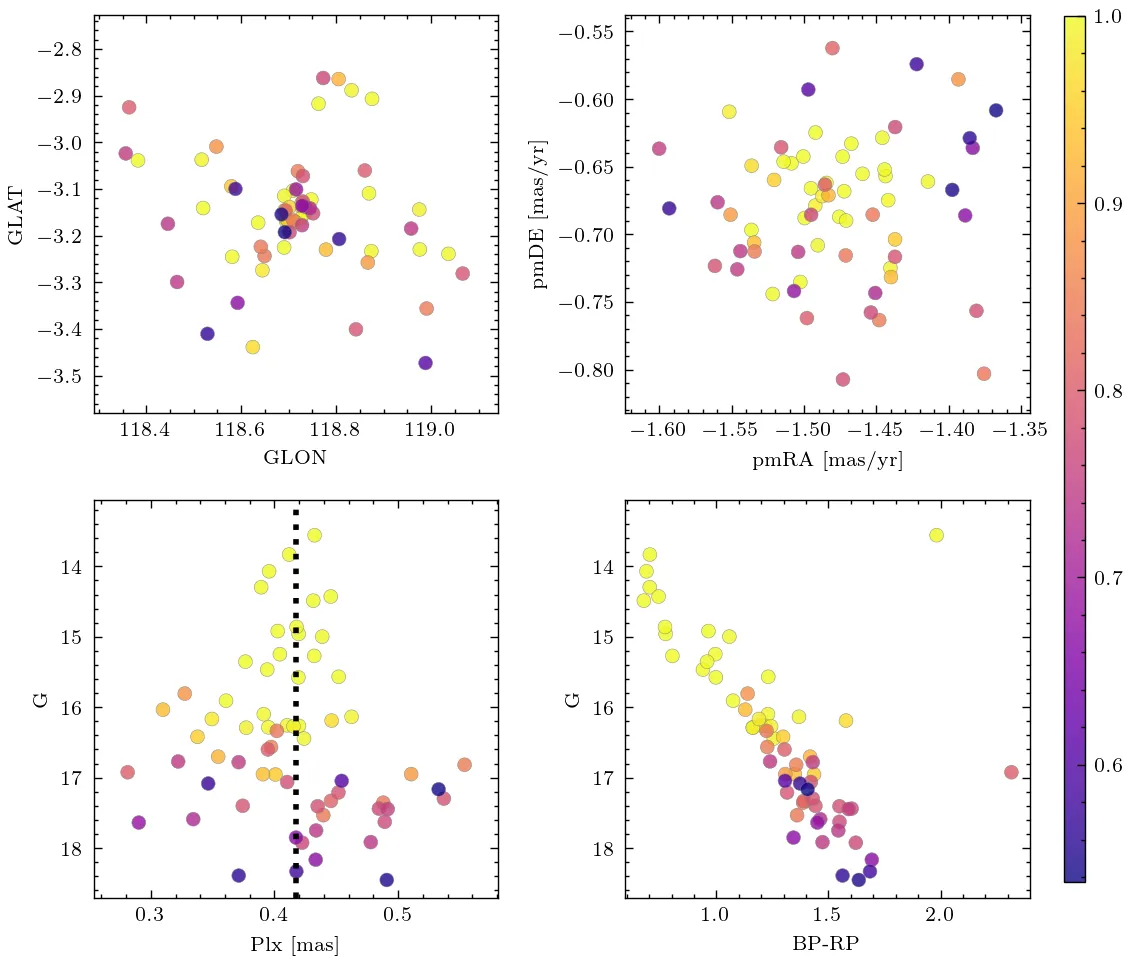 −2.8
−2.9
−3.0
−3.1
−3.2
−3.3
−3.4
−3.5
GLAT
118.4 118.6 118.8 119.0
GLON
−0.55
−0.60
−0.65
−0.70
−0.75
−0.80
pmDE [mas/yr]
−1.60 −1.55 −1.50 −1.45 −1.40 −1.35
pmRA [mas/yr]
14
15
16
17
18
G
0.3 0.4 0.5
Plx [mas]
14
15
16
17
18
G
1.0 1.5 2.0
BP-RP
1.0
0.9
0.8
0.7
0.6